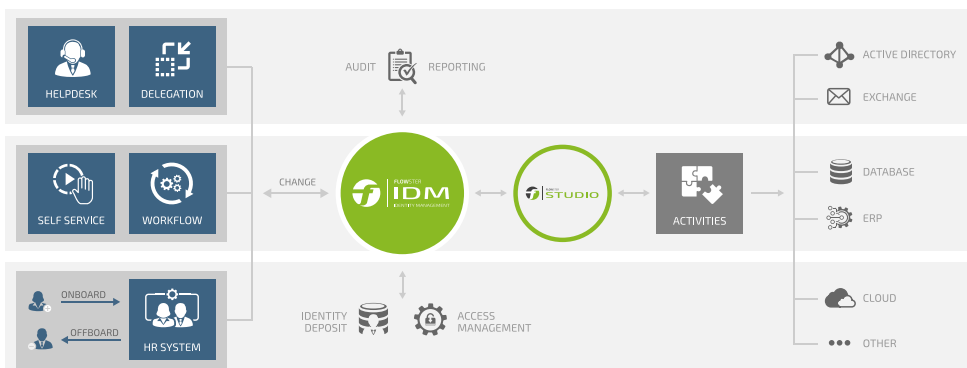 HELPDESK
DELEGATION
AUDIT
REPORTING
ACTIVE DIRECTORY
EXCHANGE
SELF SERVICE
WORKFLOW
CHANGE
FLOWSTER
IDM
IDENTITY MANAGEMENT
FLOWSTER
STUDIO
ACTIVITIES
DATABASE
ERP
ONBOARD
OFFBOARD
HR SYSTEM
IDENTITY
DEPOSIT
ACCESS
MANAGEMENT
CLOUD
OTHER